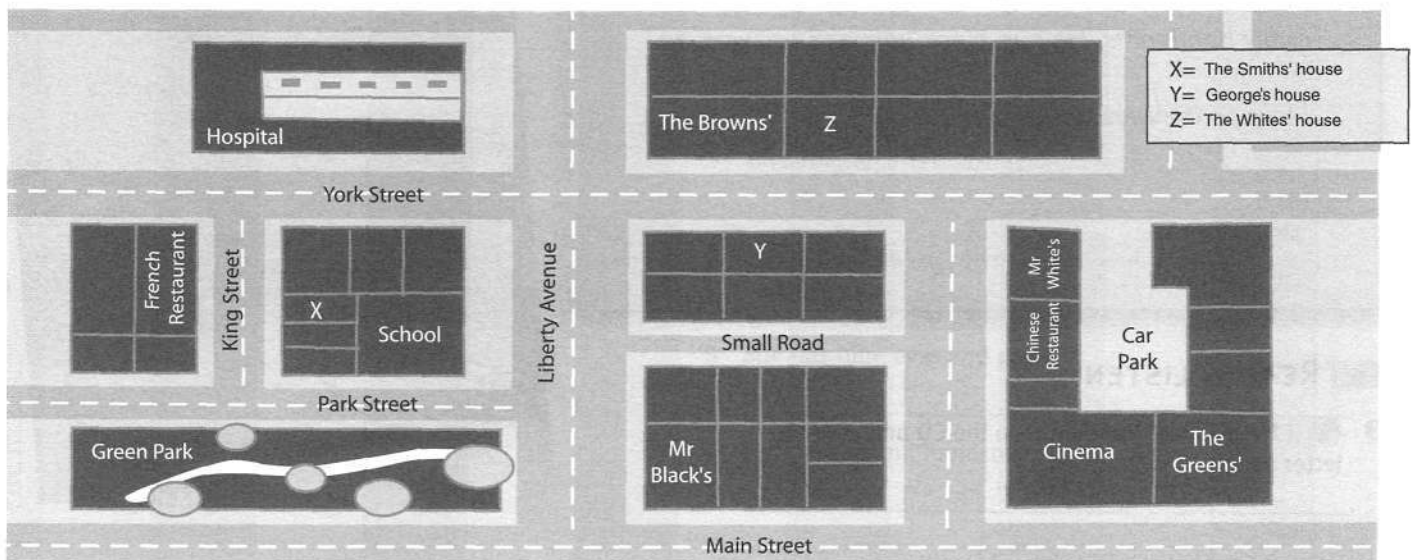 X= The Smiths' house
Y= George's house
Z= The Whites' house
Hospital
The Browns'
Z
York Street
French
Restaurant
King Street
X
School
Liberty Avenue
Y
Small Road
Mr
White's
Chinese
Restaurant
Car
Park
Park Street
Green Park
Mr
Black's
Cinema
The
Greens'
Main Street